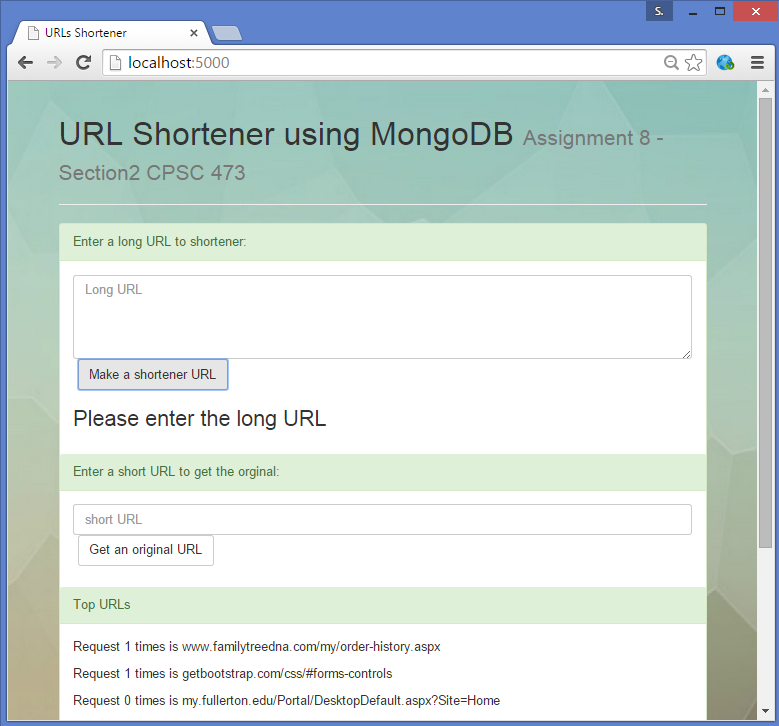 S.
URLs Shortener
localhost:5000
URL Shortener using MongoDB Assignment 8 -
Section2 CPSC 473
Enter a long URL to shortener:
Long URL
Make a shortener URL
Please enter the long URL
Enter a short URL to get the orginal:
short URL
Get an original URL
Top URLs
Request 1 times is www.familytreedna.com/my/order-history.aspx
Request 1 times is getbootstrap.com/css/#forms-controls
Request 0 times is my.fullerton.edu/Portal/DesktopDefault.aspx?Site=Home